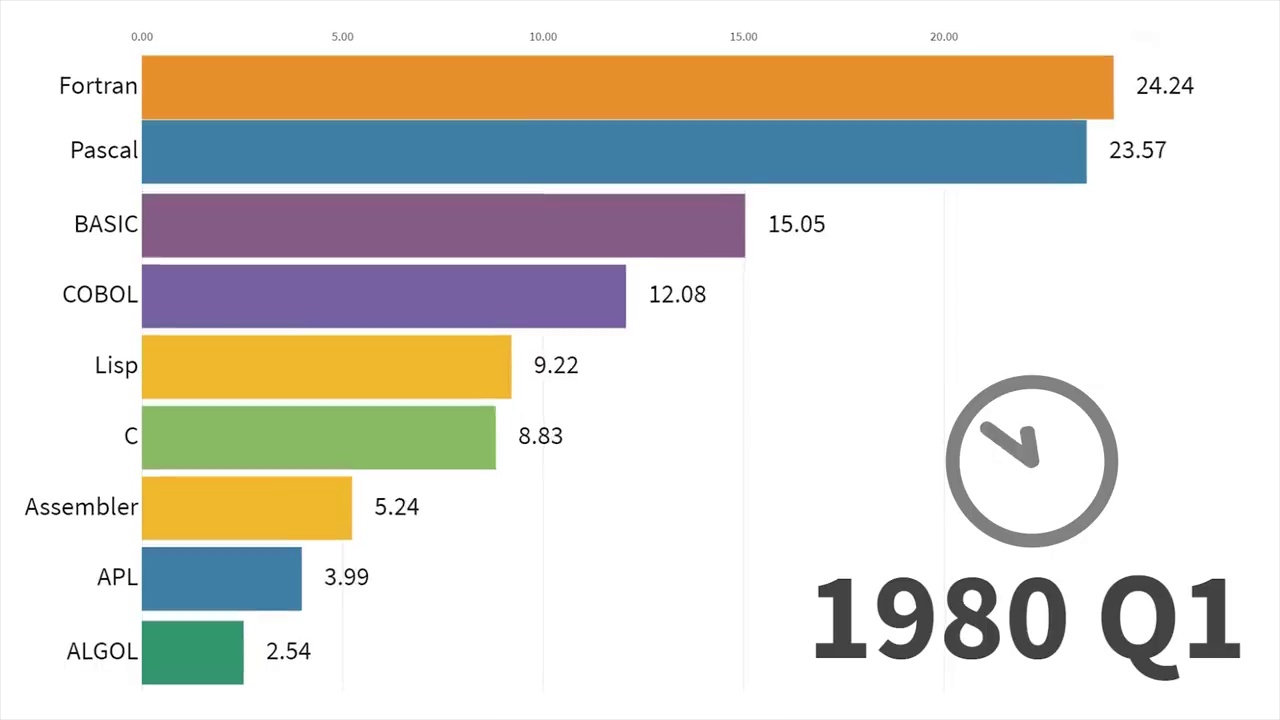 0.00 5.00 10.00 15.00 20.00
Fortran 24.24
Pascal 23.57
BASIC 15.05
COBOL 12.08
Lisp 9.22
C 8.83
Assembler 5.24
APL 3.99
ALGOL 2.54
1980 Q1